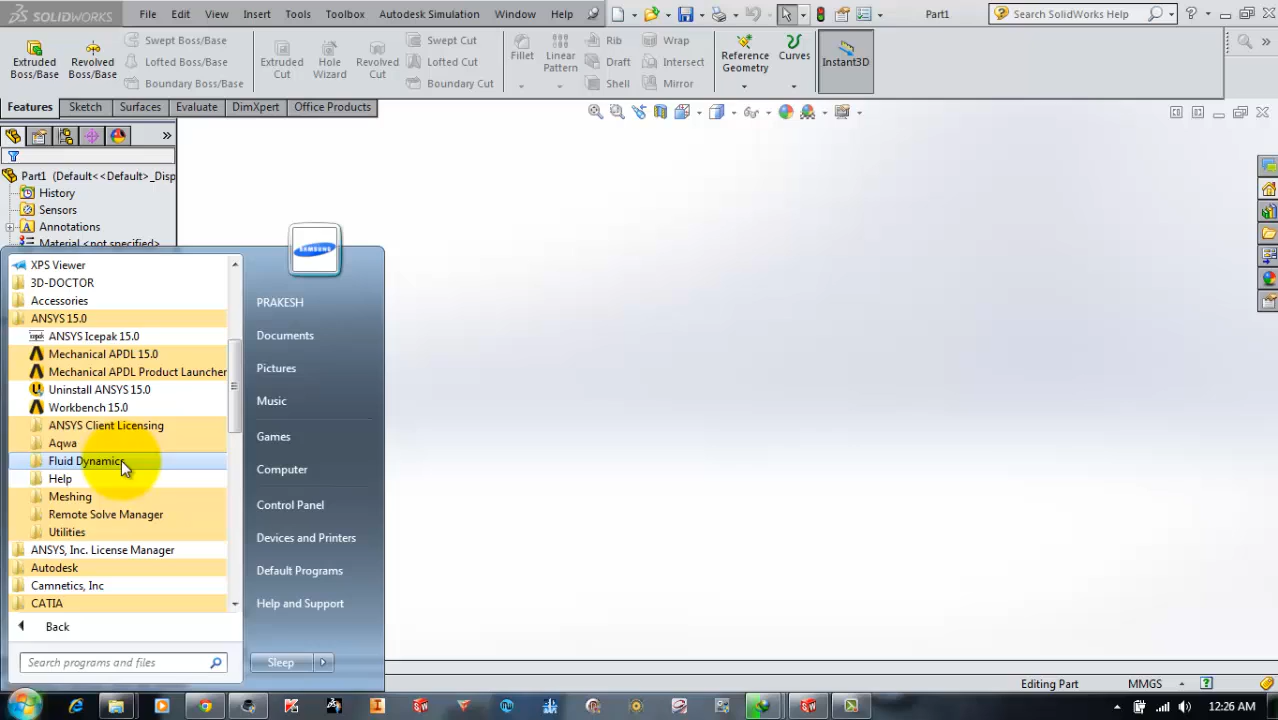 SOLIDWORKS File Edit View Insert Tools Toolbox Autodesk Simulation Window Help Part1 Search SolidWorks Help
Extruded Boss/Base
Revolved Boss/Base
Swept Boss/Base
Lofted Boss/Base
Boundary Boss/Base
Extruded Cut
Hole Wizard
Revolved Cut
Swept Cut
Lofted Cut
Boundary Cut
Fillet
Linear Pattern
Rib
Draft
Shell
Wrap
Intersect
Mirror
Reference Geometry
Curves
Instant3D
Features Sketch Surfaces Evaluate DimXpert Office Products
Part1 (Default<<Default>_Disp
History
Sensors
Annotations
Material <not specified>
XPS Viewer
3D-DOCTOR
Accessories
ANSYS 15.0
ANSYS Icepak 15.0
Mechanical APDL 15.0
Mechanical APDL Product Launcher
Uninstall ANSYS 15.0
Workbench 15.0
ANSYS Client Licensing
Aqwa
Fluid Dynamics
Help
Meshing
Remote Solve Manager
Utilities
ANSYS, Inc. License Manager
Autodesk
Camnetics, Inc
CATIA
Back
Search programs and files
SAMSUNG
PRAKESH
Documents
Pictures
Music
Games
Computer
Control Panel
Devices and Printers
Default Programs
Help and Support
Sleep
Editing Part MMGS
12:26 AM